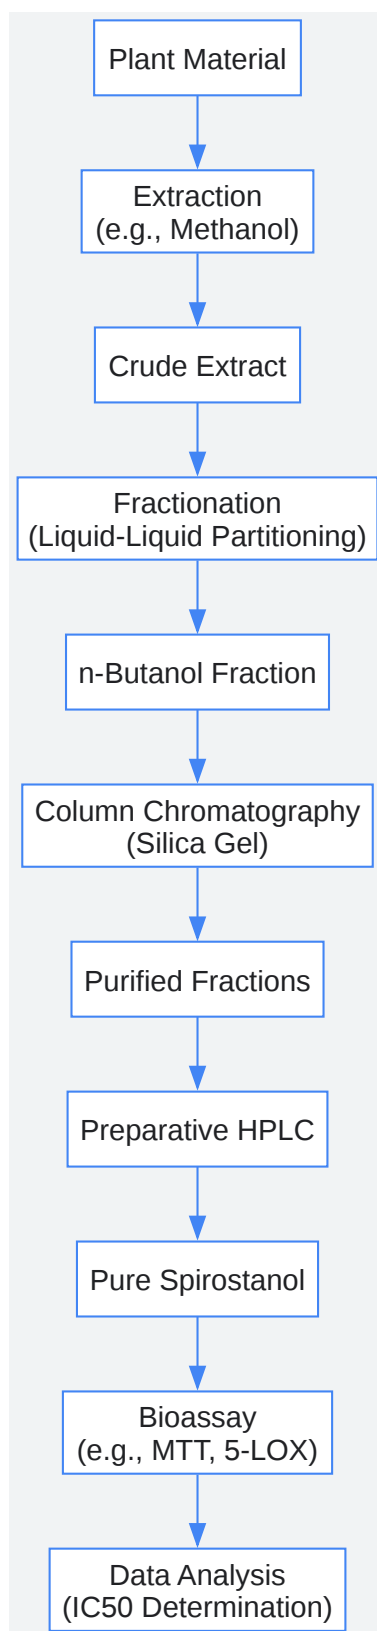 Plant Material
Extraction
(e.g., Methanol)
Crude Extract
Fractionation
(Liquid-Liquid Partitioning)
n-Butanol Fraction
Column Chromatography
(Silica Gel)
Purified Fractions
Preparative HPLC
Pure Spirostanol
Bioassay
(e.g., MTT, 5-LOX)
Data Analysis
(IC50 Determination)